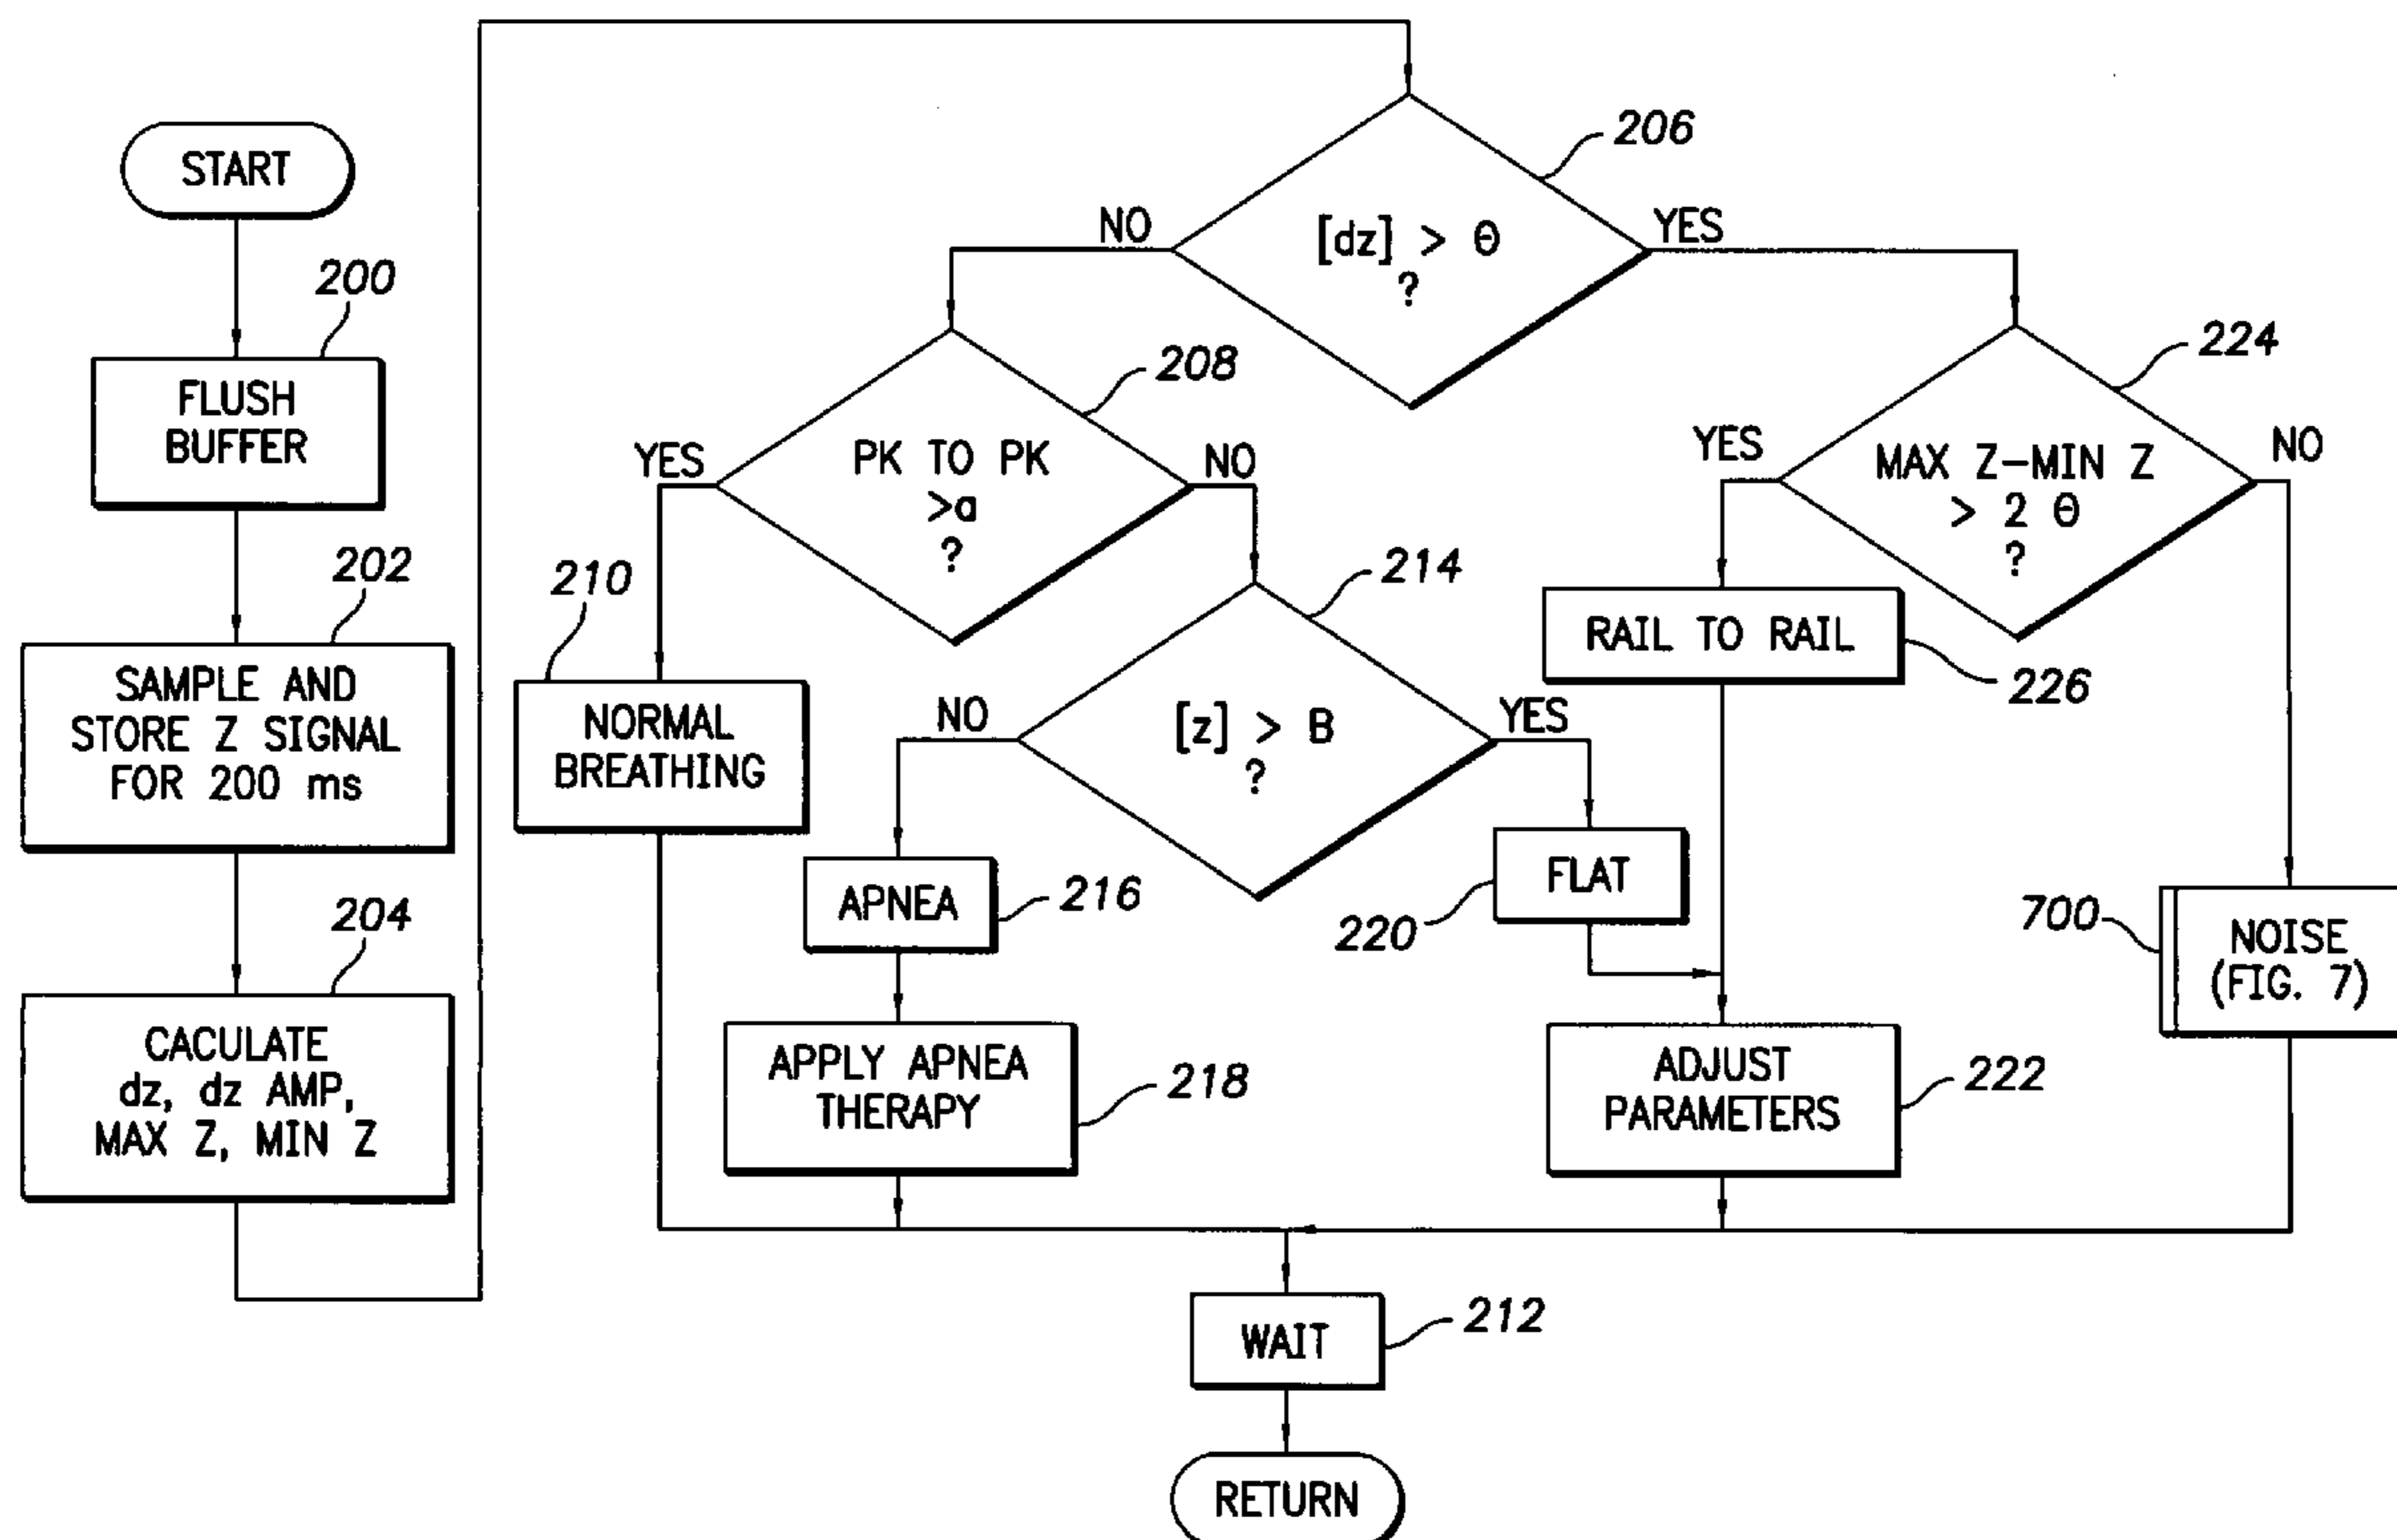 START
200
FLUSH
BUFFER
202
SAMPLE AND
STORE Z SIGNAL
FOR 200 ms
204
CACULATE
dz, dz AMP,
MAX Z, MIN Z
206
[dz] > θ
?
NO
YES
208
PK TO PK
>a
?
YES
NO
210
NORMAL
BREATHING
214
[z] > B
?
NO
YES
APNEA
216
APPLY APNEA
THERAPY
218
FLAT
220
224
MAX Z-MIN Z
> 2 θ
?
YES
NO
RAIL TO RAIL
226
ADJUST
PARAMETERS
222
700
NOISE
(FIG. 7)
WAIT
212
RETURN